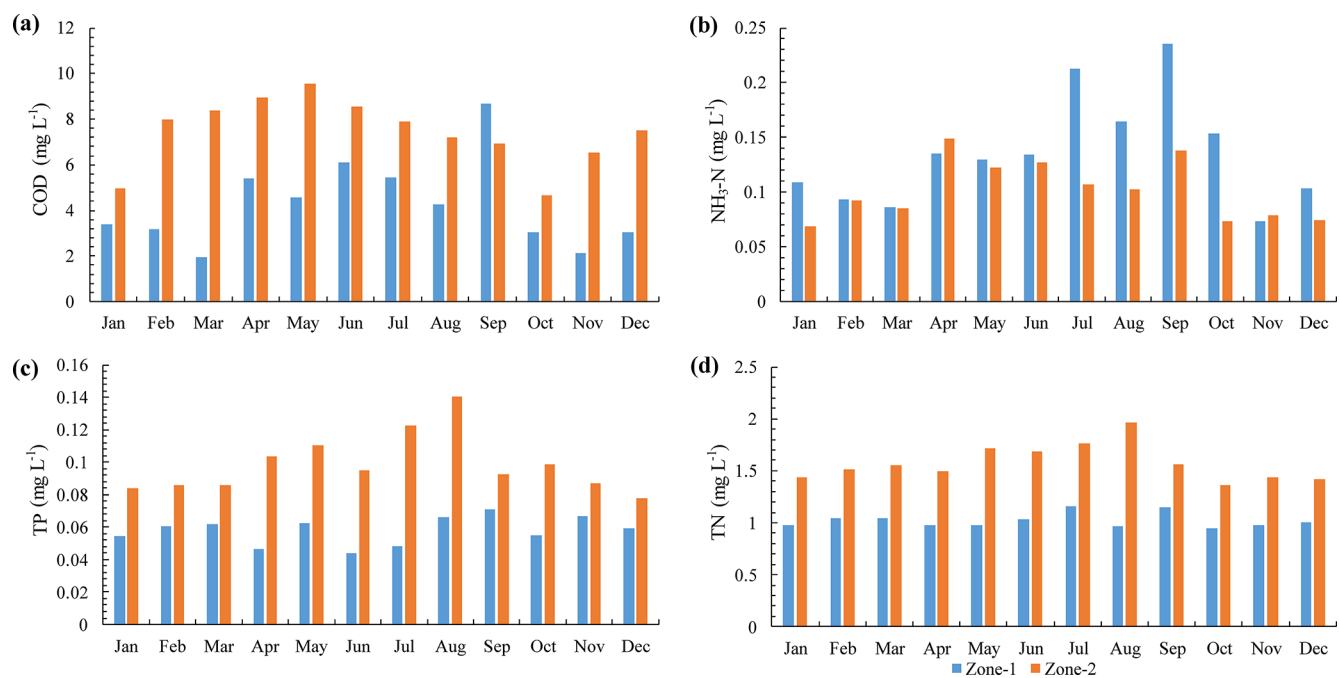 (a)
COD (mg L-1)
12
10
8
6
4
2
0
Jan Feb Mar Apr May Jun Jul Aug Sep Oct Nov Dec
(b)
NH3-N (mg L-1)
0.25
0.2
0.15
0.1
0.05
0
Jan Feb Mar Apr May Jun Jul Aug Sep Oct Nov Dec
(c)
TP (mg L-1)
0.16
0.14
0.12
0.1
0.08
0.06
0.04
0.02
0
Jan Feb Mar Apr May Jun Jul Aug Sep Oct Nov Dec
(d)
TN (mg L-1)
2.5
2
1.5
1
0.5
0
Jan Feb Mar Apr May Jun Jul Aug Sep Oct Nov Dec
Zone-1 Zone-2